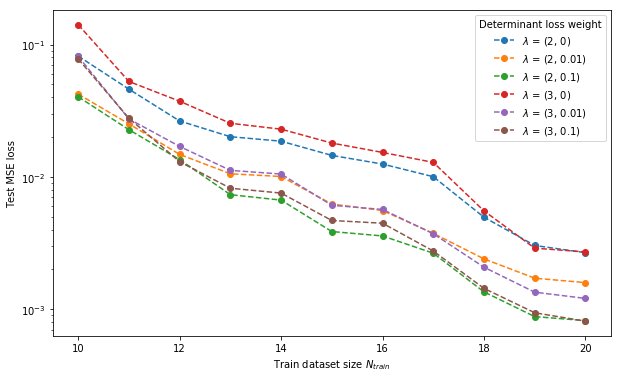 Determinant loss weight
λ = (2, 0)
λ = (2, 0.01)
λ = (2, 0.1)
λ = (3, 0)
λ = (3, 0.01)
λ = (3, 0.1)
10⁻¹
10⁻²
10⁻³
Test MSE loss
10 12 14 16 18 20
Train dataset size N_train